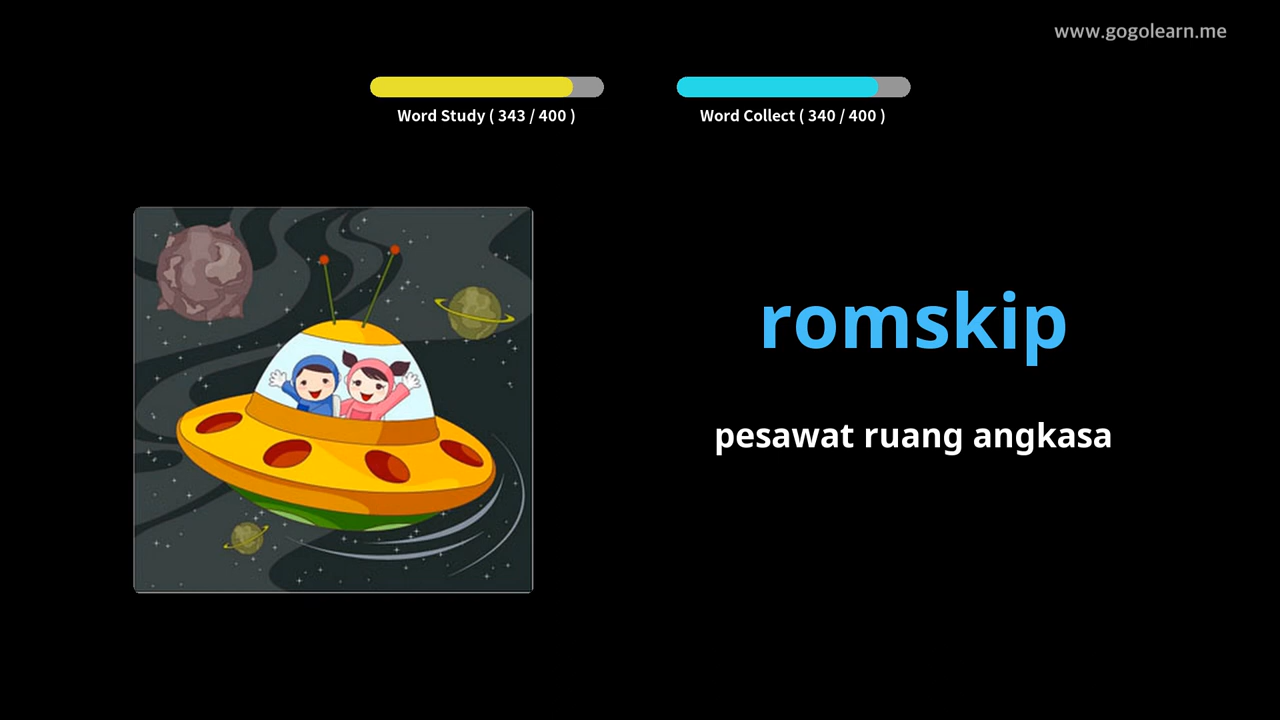 www.gogolearn.me
Word Study ( 343 / 400 )
Word Collect ( 340 / 400 )
romskip
pesawat ruang angkasa